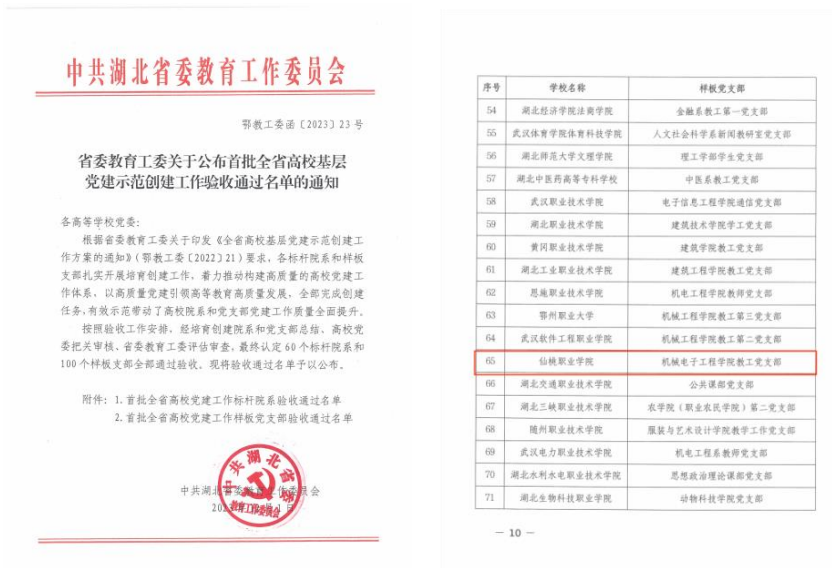 中共湖北省委教育工作委员会
鄂教工委函〔2023〕23号
省委教育工委关于公布首批全省高校基层
党建示范创建工作验收通过名单的通知
各高等学校党委:
根据省委教育工委关于印发《全省高校基层党建示范创建工
作方案的通知》(鄂教工委〔2022〕21)要求,各标杆院系和样板
支部扎实开展培育创建工作,着力推动构建高质量的高校党建工
作体系,以高质量党建引领高等教育高质量发展,全部完成创建
任务,有效示范带动了高校院系和党支部党建工作质量全面提升。
按照验收工作安排,经培育创建院系和党支部总结、高校党
委把关审核、省委教育工委评估审查,最终认定60个标杆院系和
100个样板支部全部通过验收,现将验收通过名单予以公布。
附件:1.首批全省高校党建工作标杆院系验收通过名单
2.首批全省高校党建工作样板党支部验收通过名单
中共湖北省委教育工作委员会
中共湖北省委
教育工作委员会
序号 学校名称 样板党支部
54 湖北经济学院法商学院 金融系教工第一党支部
55 武汉体育学院体育科技学院 人文社会科学系新闻教研室党支部
56 湖北师范大学文理学院 理工学部学生党支部
57 湖北中医药高等专科学校 中医系教工党支部
58 武汉职业技术学院 电子信息工程学院通信党支部
59 湖北职业技术学院 建筑技术学院学工党支部
60 黄冈职业技术学院 建筑学院教工党支部
61 湖北工业职业技术学院 建筑工程学院教工党支部
62 恩施职业技术学院 机电工程学院教师党支部
63 鄂州职业大学 机械工程学院教工第三党支部
64 武汉软件工程职业学院 机械工程学院教工第二党支部
65 仙桃职业学院 机械电子工程学院教工党支部
66 湖北交通职业技术学院 公共课部党支部
67 湖北三峡职业技术学院 农学院(职业农民学院)第二党支部
68 随州职业技术学院 服装与艺术设计学院教学工作党支部
69 武汉电力职业技术学院 机电工程系教师党支部
70 湖北水利水电职业技术学院 思想政治理论课部党支部
71 湖北生物科技职业学院 动物科技学院党支部
— 10 —